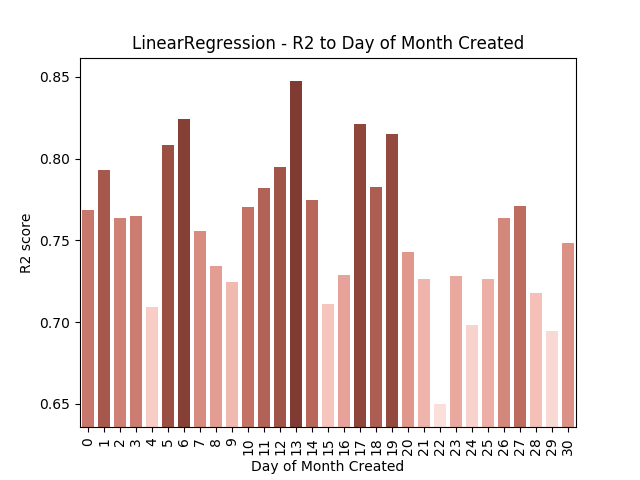 LinearRegression - R2 to Day of Month Created
0.85
0.80
0.75
0.70
0.65
R2 score
0 1 2 3 4 5 6 7 8 9 10 11 12 13 14 15 16 17 18 19 20 21 22 23 24 25 26 27 28 29 30
Day of Month Created